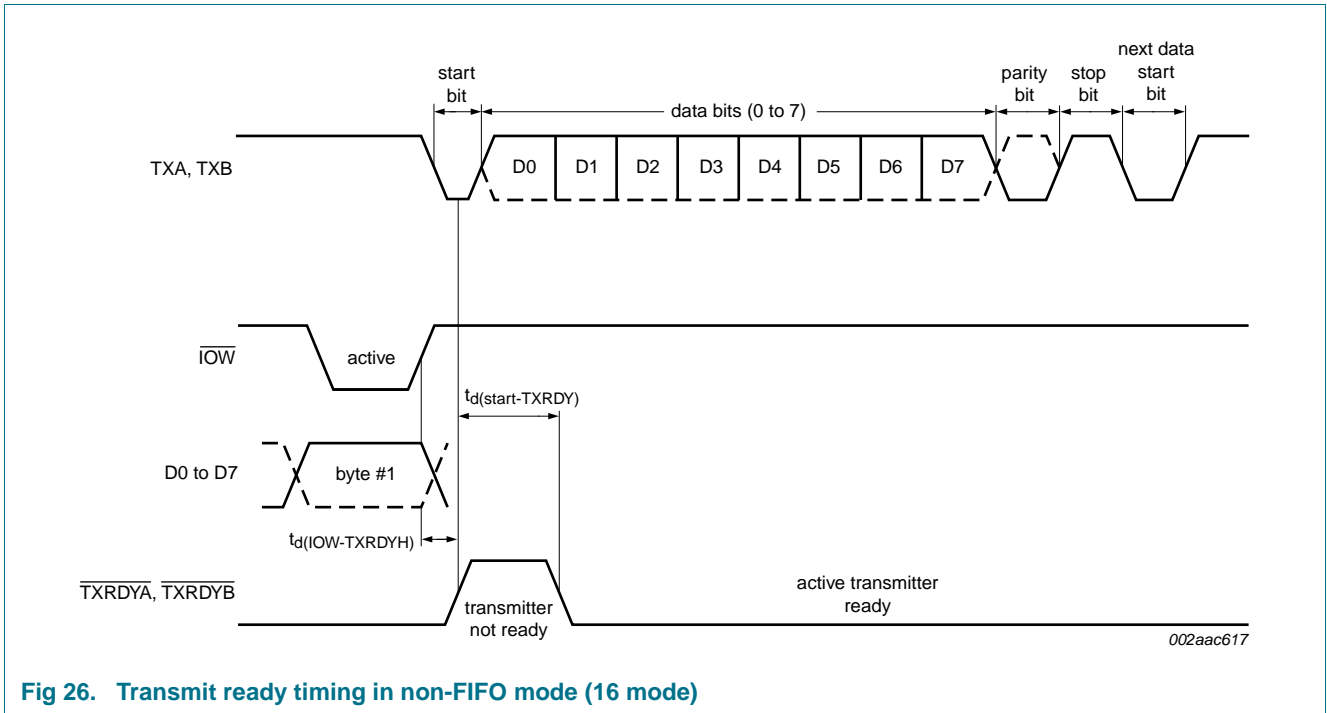 start
bit
data bits (0 to 7)
parity
bit
stop
bit
next data
start
bit
TXA, TXB
D0 D1 D2 D3 D4 D5 D6 D7
IOW
active
td(start-TXRDY)
D0 to D7
byte #1
td(IOW-TXRDYH)
TXRDYA, TXRDYB
transmitter
not ready
active transmitter
ready
002aac617
Fig 26. Transmit ready timing in non-FIFO mode (16 mode)